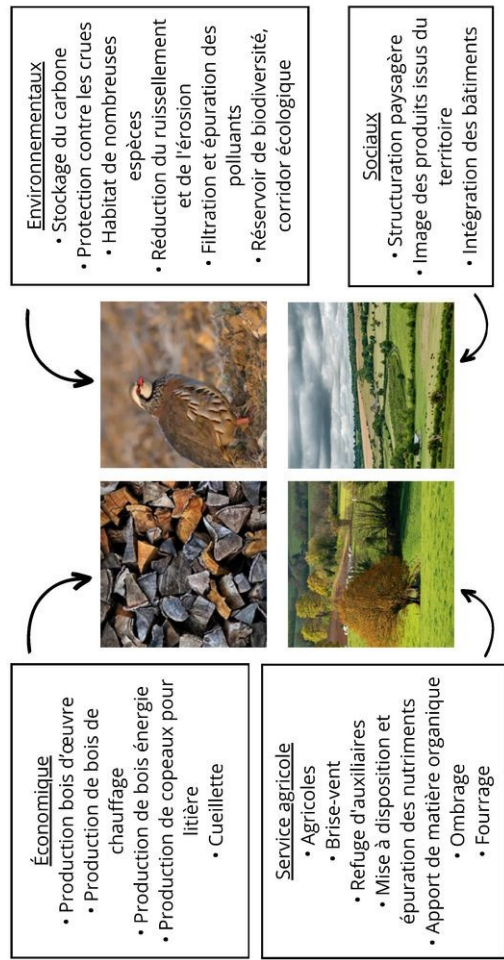 Économique
• Production bois d'œuvre
• Production de bois de
chauffage
• Production de bois énergie
• Production de copeaux pour
litière
• Cueillette
Environnementaux
• Stockage du carbone
• Protection contre les crues
• Habitat de nombreuses
espèces
• Réduction du ruissellement
et de l'érosion
• Filtration et épuration des
polluants
• Réservoir de biodiversité,
corridor écologique
Service agricole
• Agricoles
• Brise-vent
• Refuge d'auxiliaires
• Mise à disposition et
épuration des nutriments
• Apport de matière organique
• Ombrage
• Fourrage
Sociaux
• Structuration paysagère
• Image des produits issus du
territoire
• Intégration des bâtiments